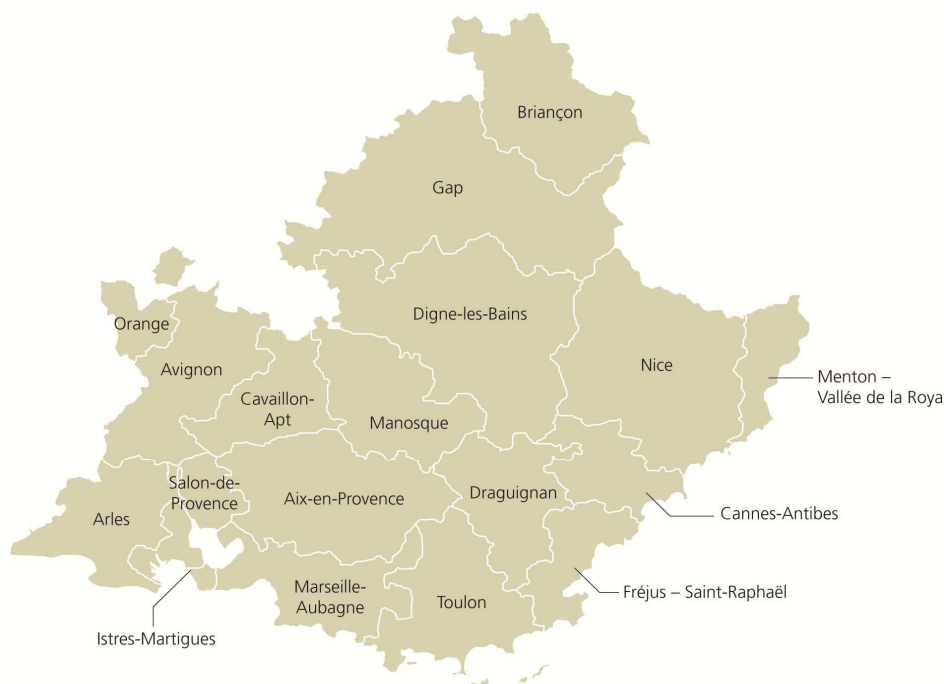 Briançon
Gap
Digne-les-Bains
Orange
Avignon
Nice
Menton –
Vallée de la Roya
Cavaillon-
Apt
Manosque
Salon-de-
Provence
Aix-en-Provence
Draguignan
Arles
Cannes-Antibes
Marseille-
Aubagne
Toulon
Fréjus – Saint-Raphaël
Istres-Martigues